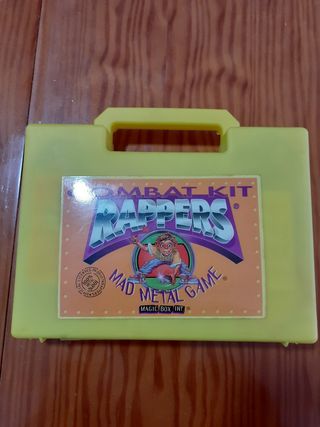 COMBAT KIT
RAPPERS®
MAD METAL GAME®
MAGIC BOX INT.®